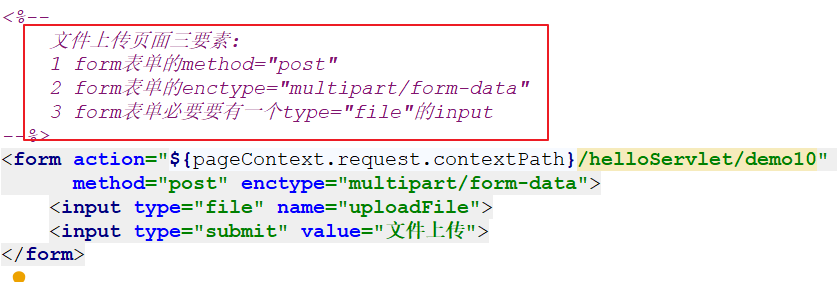 <%--
文件上传页面三要素:
1 form表单的method="post"
2 form表单的enctype="multipart/form-data"
3 form表单必要要有一个type="file"的input
--%>
<form action="${pageContext.request.contextPath}/helloServlet/demo10"
method="post" enctype="multipart/form-data">
<input type="file" name="uploadFile">
<input type="submit" value="文件上传">
</form>